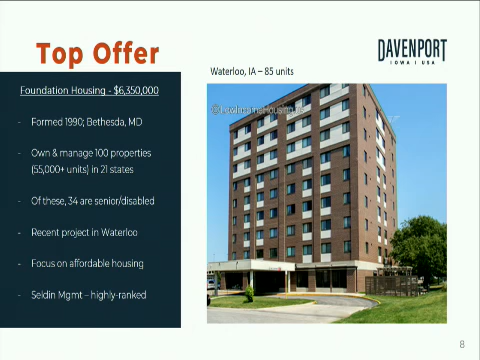 Top Offer
DAVENPORT
IOWA | USA
Foundation Housing - $6,350,000
- Formed 1990; Bethesda, MD
- Own & manage 100 properties
(55,000+ units) in 21 states
- Of these, 34 are senior/disabled
- Recent project in Waterloo
- Focus on affordable housing
- Seldin Mgmt – highly-ranked
Waterloo, IA – 85 units
8